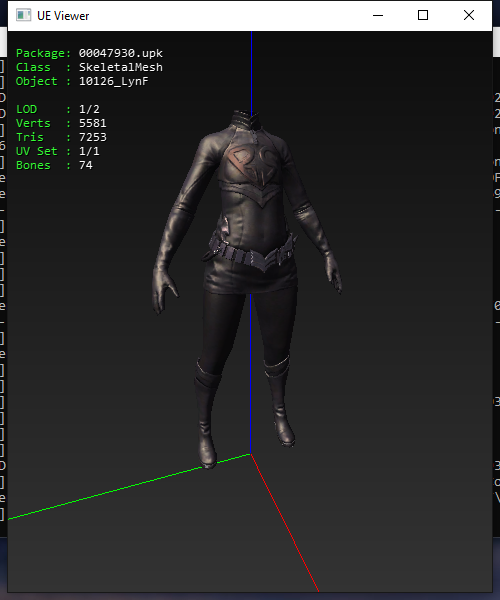 UE Viewer
Package: 00047930.upk
Class : SkeletalMesh
Object : 10126_LynF
LOD : 1/2
Verts : 5581
Tris : 7253
UV Set : 1/1
Bones : 74